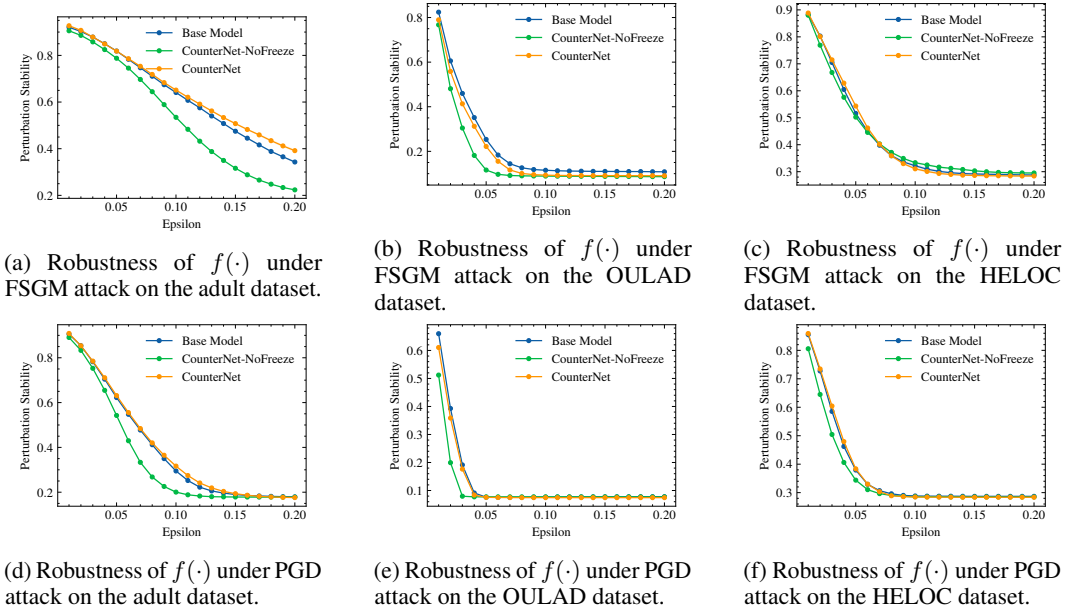 0.8
0.6
0.4
0.2
0.05
0.10
0.15
0.20
Epsilon
Perturbation Stability
Base Model
CounterNet-NoFreeze
CounterNet
(a) Robustness of f(·) under
FSGM attack on the adult dataset.
0.8
0.6
0.4
0.2
0.05
0.10
0.15
0.20
Epsilon
Perturbation Stability
Base Model
CounterNet-NoFreeze
CounterNet
(b) Robustness of f(·) under
FSGM attack on the OULAD
dataset.
0.9
0.8
0.7
0.6
0.5
0.4
0.3
0.05
0.10
0.15
0.20
Epsilon
Perturbation Stability
Base Model
CounterNet-NoFreeze
CounterNet
(c) Robustness of f(·) under
FSGM attack on the HELOC
dataset.
0.8
0.6
0.4
0.2
0.05
0.10
0.15
0.20
Epsilon
Perturbation Stability
Base Model
CounterNet-NoFreeze
CounterNet
(d) Robustness of f(·) under PGD
attack on the adult dataset.
0.6
0.5
0.4
0.3
0.2
0.1
0.05
0.10
0.15
0.20
Epsilon
Perturbation Stability
Base Model
CounterNet-NoFreeze
CounterNet
(e) Robustness of f(·) under PGD
attack on the OULAD dataset.
0.8
0.7
0.6
0.5
0.4
0.3
0.05
0.10
0.15
0.20
Epsilon
Perturbation Stability
Base Model
CounterNet-NoFreeze
CounterNet
(f) Robustness of f(·) under PGD
attack on the HELOC dataset.